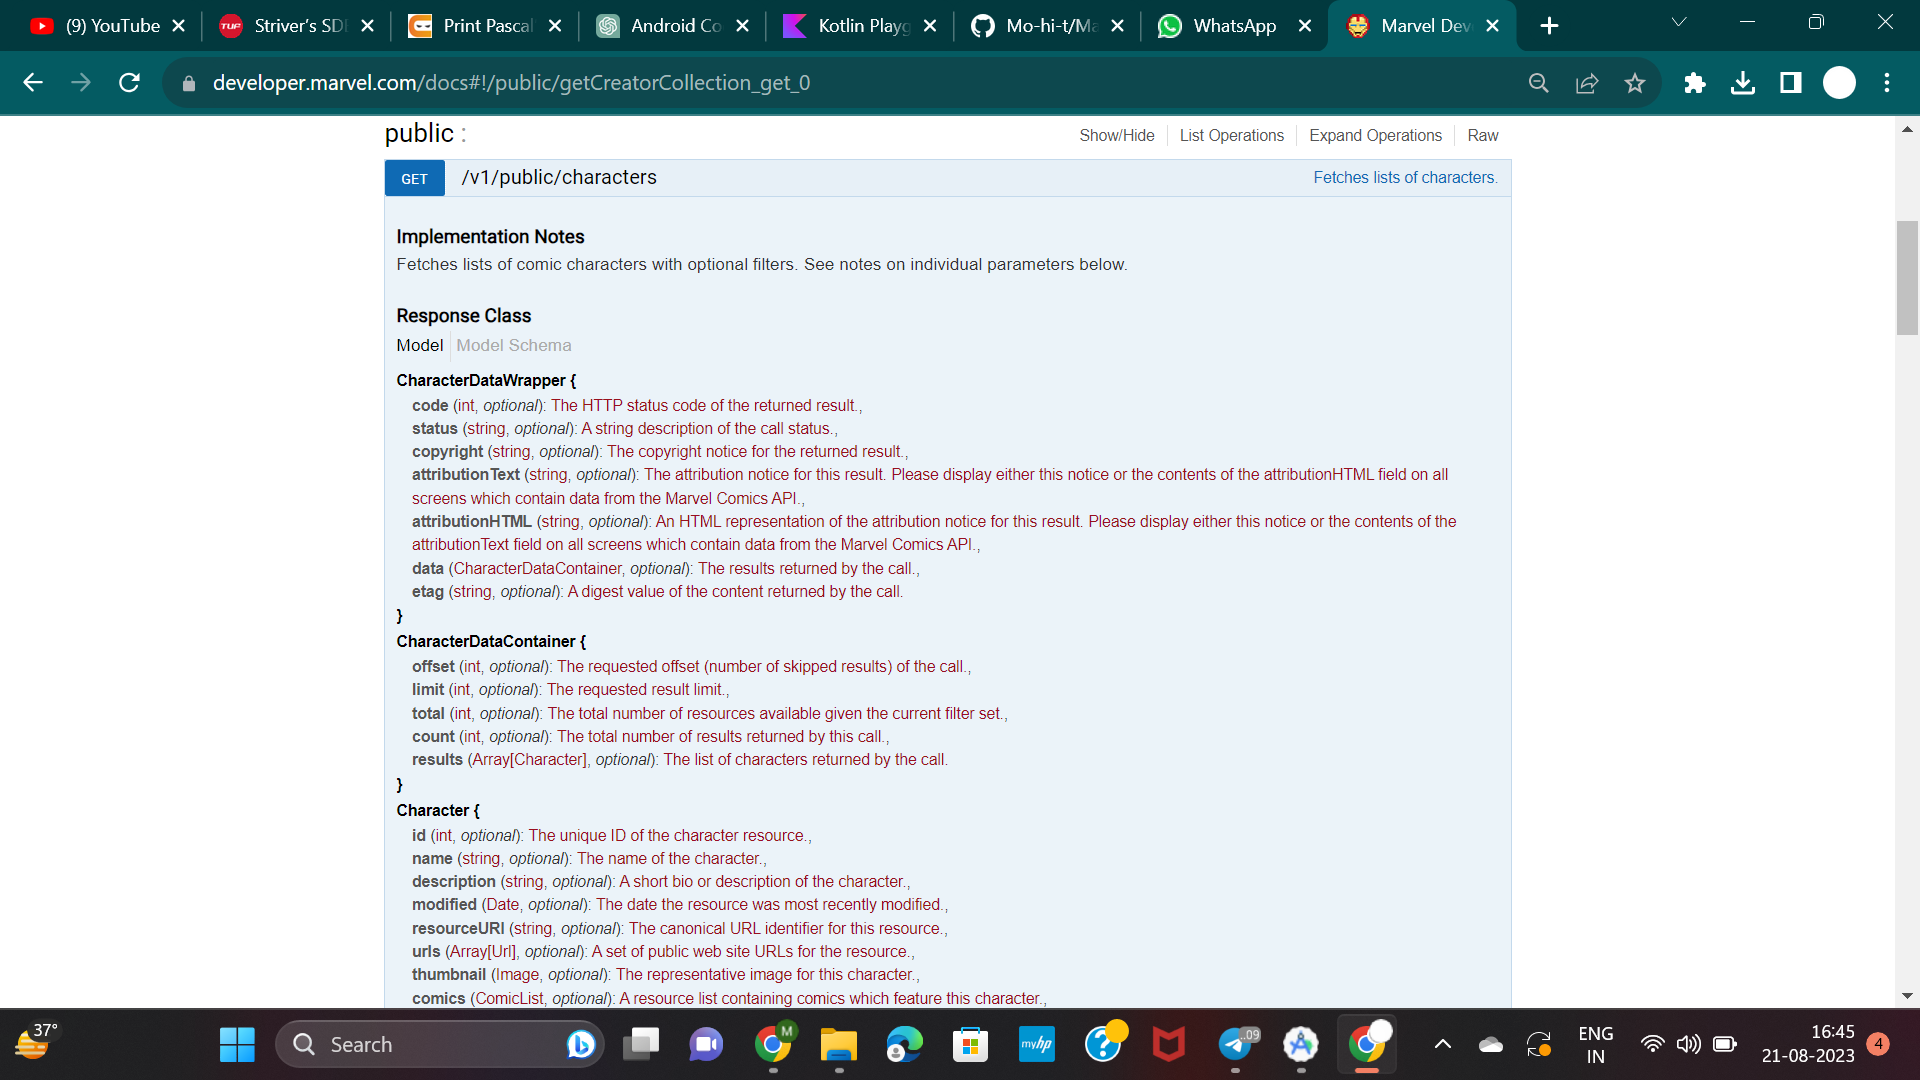 (9) YouTube
Striver's SD
Print Pascal
Android Co
Kotlin Playg
Mo-hi-t/Ma
WhatsApp
Marvel Dev
developer.marvel.com/docs#!/public/getCreatorCollection_get_0
public :
Show/Hide
List Operations
Expand Operations
Raw
GET
/v1/public/characters
Fetches lists of characters.
Implementation Notes
Fetches lists of comic characters with optional filters. See notes on individual parameters below.
Response Class
Model
Model Schema
CharacterDataWrapper {
code (int, optional): The HTTP status code of the returned result.,
status (string, optional): A string description of the call status.,
copyright (string, optional): The copyright notice for the returned result.,
attributionText (string, optional): The attribution notice for this result. Please display either this notice or the contents of the attributionHTML field on all
screens which contain data from the Marvel Comics API.,
attributionHTML (string, optional): An HTML representation of the attribution notice for this result. Please display either this notice or the contents of the
attributionText field on all screens which contain data from the Marvel Comics API.,
data (CharacterDataContainer, optional): The results returned by the call.,
etag (string, optional): A digest value of the content returned by the call.
}
CharacterDataContainer {
offset (int, optional): The requested offset (number of skipped results) of the call.,
limit (int, optional): The requested result limit.,
total (int, optional): The total number of resources available given the current filter set.,
count (int, optional): The total number of results returned by this call.,
results (Array[Character], optional): The list of characters returned by the call.
}
Character {
id (int, optional): The unique ID of the character resource.,
name (string, optional): The name of the character.,
description (string, optional): A short bio or description of the character.,
modified (Date, optional): The date the resource was most recently modified.,
resourceURI (string, optional): The canonical URL identifier for this resource.,
urls (Array[Url], optional): A set of public web site URLs for the resource.,
thumbnail (Image, optional): The representative image for this character.,
comics (ComicList, optional): A resource list containing comics which feature this character.,
37°
Search
M
myhp
..09
ENG
IN
16:45
21-08-2023
4